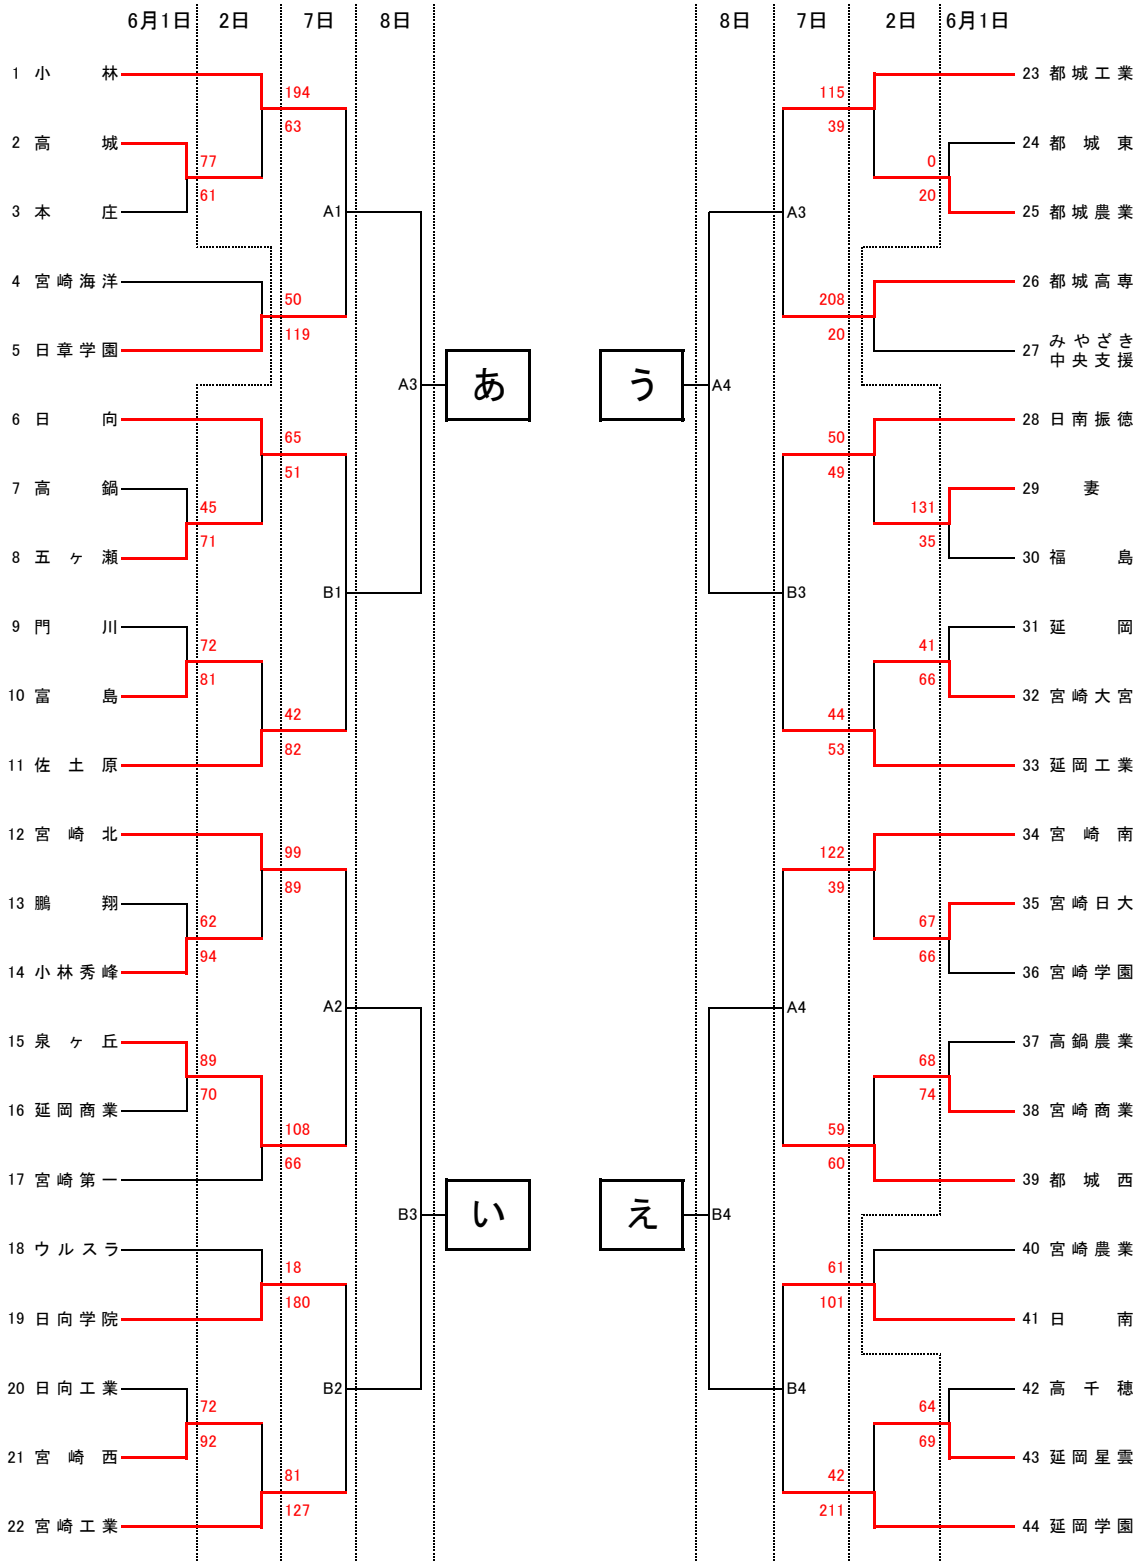 6月1日 2日 7日 8日
1 小林
194
63
2 高城
77
61
3 本庄
A1
4 宮崎海洋
50
119
5 日章学園
A3
あ
6 日向
65
51
7 高鍋
45
71
8 五ヶ瀬
B1
9 門川
72
81
10 富島
42
82
11 佐土原
12 宮崎北
99
89
13 鵬翔
62
94
14 小林秀峰
A2
15 泉ヶ丘
89
70
16 延岡商業
108
66
17 宮崎第一
B3
い
18 ウルスラ
18
180
19 日向学院
B2
20 日向工業
72
92
21 宮崎西
81
127
22 宮崎工業
8日 7日 2日 6月1日
23 都城工業
115
39
24 都城東
0
20
25 都城農業
A3
26 都城高専
208
20
27 みやざき
中央支援
う
A4
28 日南振徳
50
49
29 妻
131
35
30 福島
B3
31 延岡
41
66
32 宮崎大宮
44
53
33 延岡工業
34 宮崎南
122
39
35 宮崎日大
67
66
36 宮崎学園
A4
37 高鍋農業
68
74
38 宮崎商業
59
60
39 都城西
え
B4
40 宮崎農業
61
101
41 日南
B4
42 高千穂
64
69
43 延岡星雲
42
211
44 延岡学園